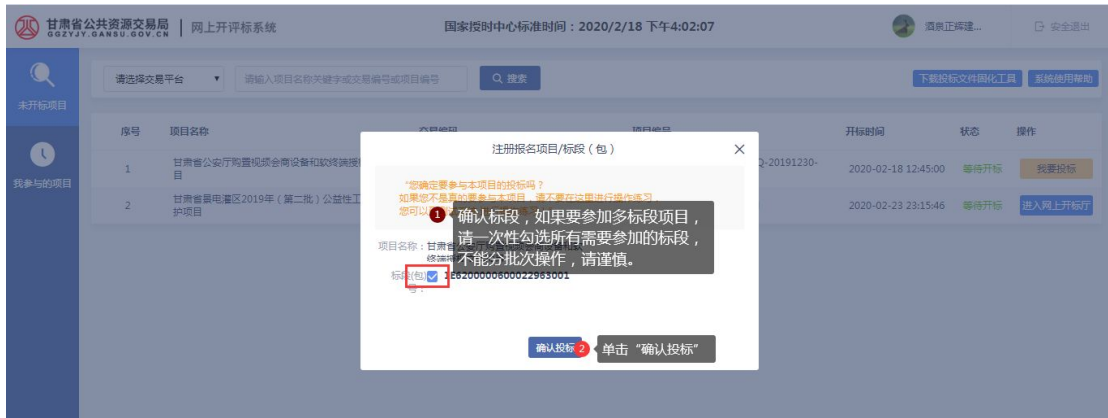 甘肃省公共资源交易局 网上开评标系统 国家授时中心标准时间：2020/2/18 下午4:02:07 酒泉正辉建... 安全退出
GGZYJY.GANSU.GOV.CN
请选择交易平台 请输入项目名称关键字或交易编号或项目编号 搜索 下载投标文件固化工具 系统使用帮助
未开标项目
序号 项目名称 交易编码 项目编号 开标时间 状态 操作
注册报名项目/标段（包）
1 甘肃省公安厅购置视频会商设备和软终端授 Q-20191230- 2020-02-18 12:45:00 等待开标 我要投标
目
我参与的项目
"您确定要参与本项目的投标吗？
如果您不是真的要参与本项目，请不要在这里进行操作练习，
您可以
2 甘肃省景电灌区2019年（第二批）公益性工 2020-02-23 23:15:46 等待开标 进入网上开标厅
护项目
1 确认标段，如果要参加多标段项目，
请一次性勾选所有需要参加的标段，
不能分批次操作，请谨慎。
项目名称：甘肃省
终端
标段(包) 1E6200000600022963001
号：
确认投标 2 单击“确认投标”